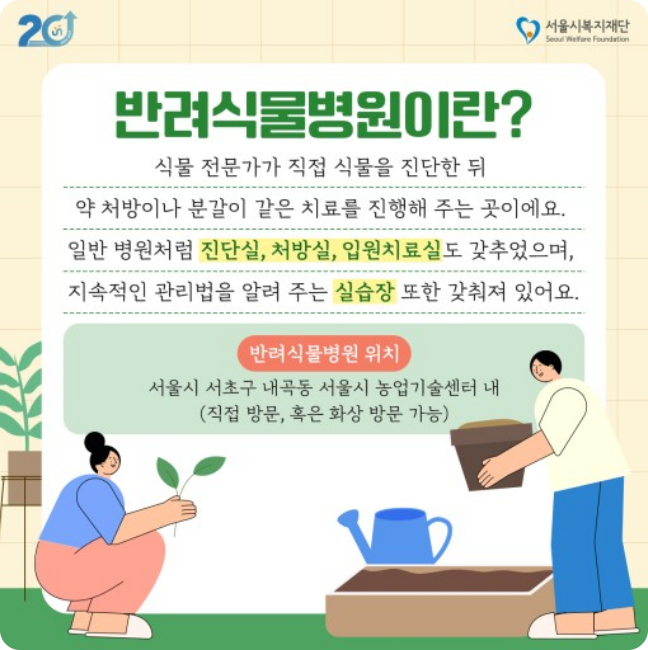 20
서울시복지재단
Seoul Welfare Foundation
반려식물병원이란?
식물 전문가가 직접 식물을 진단한 뒤
약 처방이나 분갈이 같은 치료를 진행해 주는 곳이에요.
일반 병원처럼 진단실, 처방실, 입원치료실도 갖추었으며,
지속적인 관리법을 알려 주는 실습장 또한 갖춰져 있어요.
반려식물병원 위치
서울시 서초구 내곡동 서울시 농업기술센터 내
(직접 방문, 혹은 화상 방문 가능)